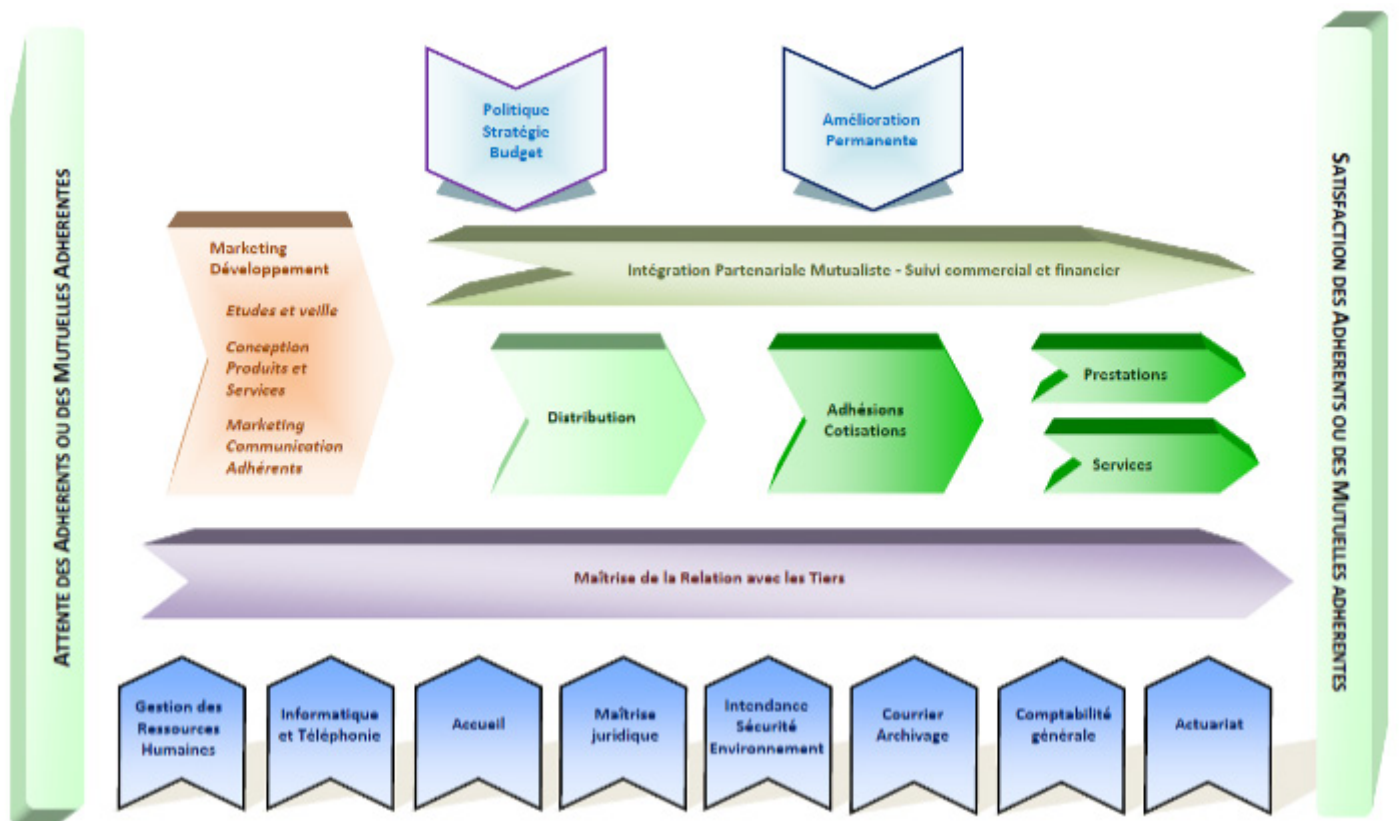 ATTENTE DES ADHERENTS OU DES MUTUELLES ADHERENTES
Politique
Stratégie
Budget
Amélioration
Permanente
Marketing
Développement
Etudes et veille
Conception
Produits et
Services
Marketing
Communication
Adhérents
Intégration Partenariale Mutualiste - Suivi commercial et financier
Distribution
Adhésions
Cotisations
Prestations
Services
Maîtrise de la Relation avec les Tiers
Gestion des
Ressources
Humaines
Informatique
et Téléphonie
Accueil
Maîtrise
juridique
Intendance
Sécurité
Environnement
Courrier
Archivage
Comptabilité
générale
Actuariat
SATISFACTION DES ADHERENTS OU DES MUTUELLES ADHERENTES